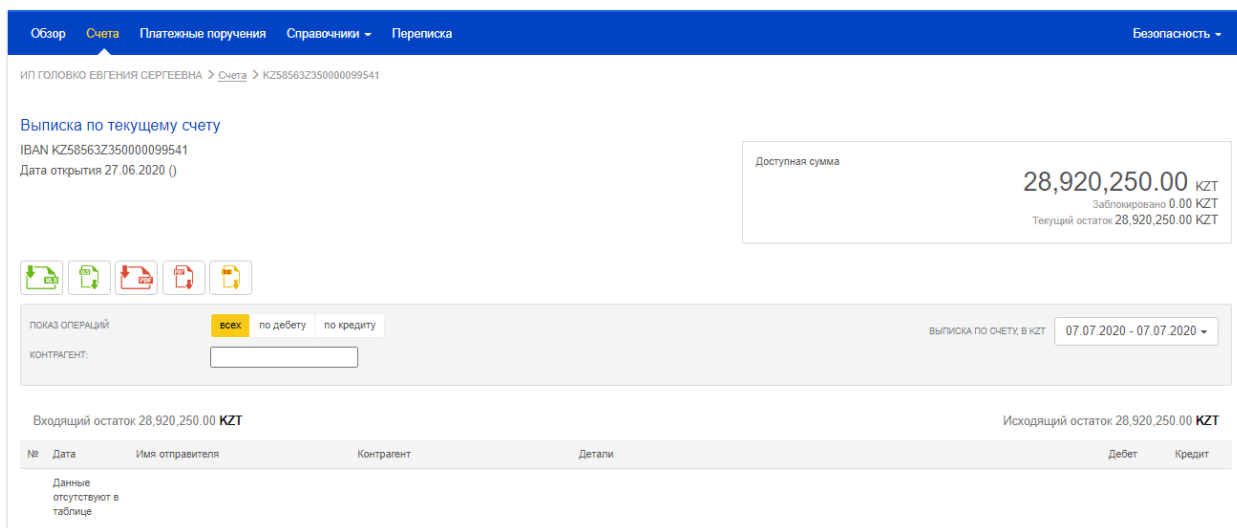 Обзор Счета Платежные поручения Справочники Переписка Безопасность
ИП ГОЛОВКО ЕВГЕНИЯ СЕРГЕЕВНА > Счета > KZ58563Z350000099541
Выписка по текущему счету
IBAN KZ58563Z350000099541
Дата открытия 27.06.2020 ()
Доступная сумма
28,920,250.00 KZT
Заблокировано 0.00 KZT
Текущий остаток 28,920,250.00 KZT
XLS XLS PDF PDF
ПОКАЗ ОПЕРАЦИЙ всех по дебету по кредиту
ВЫПИСКА ПО СЧЕТУ, В KZT 07.07.2020 - 07.07.2020
КОНТРАГЕНТ:
Входящий остаток 28,920,250.00 KZT Исходящий остаток 28,920,250.00 KZT
№ Дата Имя отправителя Контрагент Детали Дебет Кредит
Данные
отсутствуют в
таблице